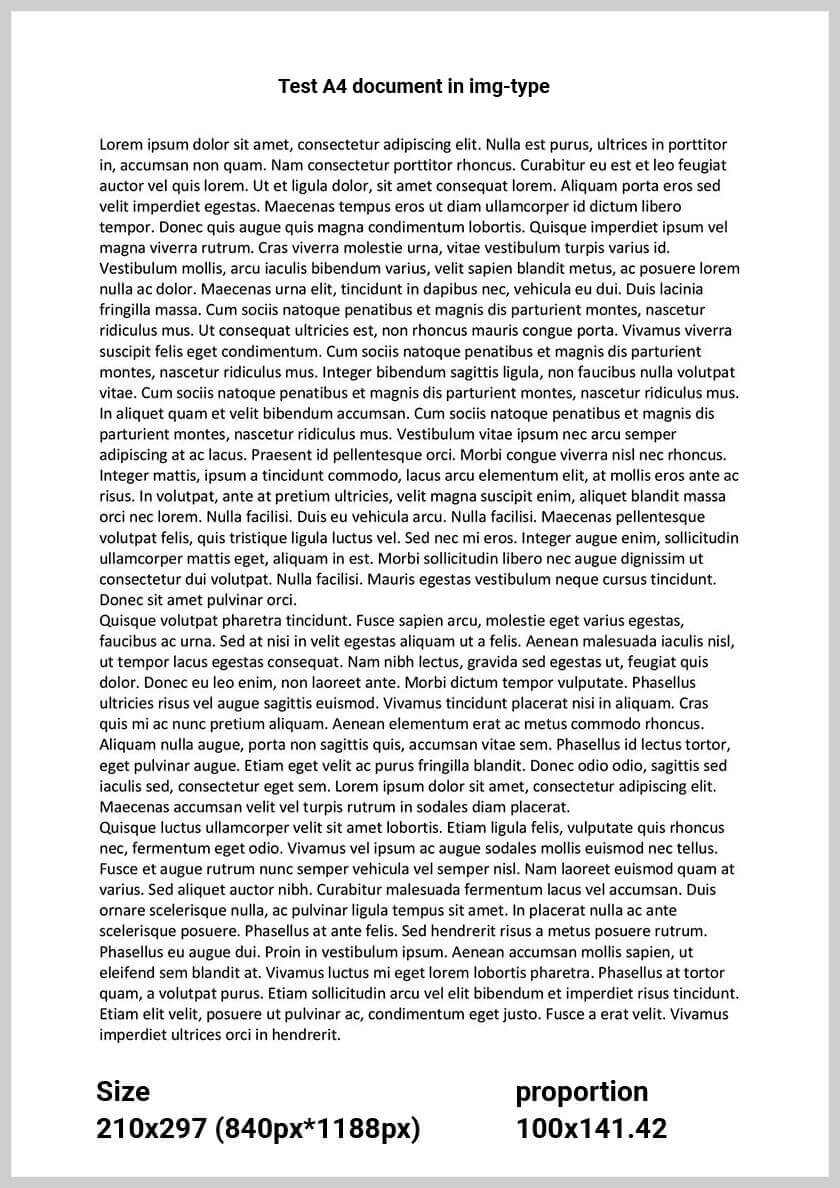 Test A4 document in img-type
Lorem ipsum dolor sit amet, consectetur adipiscing elit. Nulla est purus, ultrices in porttitor
in, accumsan non quam. Nam consectetur porttitor rhoncus. Curabitur eu est et leo feugiat
auctor vel quis lorem. Ut et ligula dolor, sit amet consequat lorem. Aliquam porta eros sed
velit imperdiet egestas. Maecenas tempus eros ut diam ullamcorper id dictum libero
tempor. Donec quis augue quis magna condimentum lobortis. Quisque imperdiet ipsum vel
magna viverra rutrum. Cras viverra molestie urna, vitae vestibulum turpis varius id.
Vestibulum mollis, arcu iaculis bibendum varius, velit sapien blandit metus, ac posuere lorem
nulla ac dolor. Maecenas urna elit, tincidunt in dapibus nec, vehicula eu dui. Duis lacinia
fringilla massa. Cum sociis natoque penatibus et magnis dis parturient montes, nascetur
ridiculus mus. Ut consequat ultricies est, non rhoncus mauris congue porta. Vivamus viverra
suscipit felis eget condimentum. Cum sociis natoque penatibus et magnis dis parturient
montes, nascetur ridiculus mus. Integer bibendum sagittis ligula, non faucibus nulla volutpat
vitae. Cum sociis natoque penatibus et magnis dis parturient montes, nascetur ridiculus mus.
In aliquet quam et velit bibendum accumsan. Cum sociis natoque penatibus et magnis dis
parturient montes, nascetur ridiculus mus. Vestibulum vitae ipsum nec arcu semper
adipiscing at ac lacus. Praesent id pellentesque orci. Morbi congue viverra nisl nec rhoncus.
Integer mattis, ipsum a tincidunt commodo, lacus arcu elementum elit, at mollis eros ante ac
risus. In volutpat, ante at pretium ultricies, velit magna suscipit enim, aliquet blandit massa
orci nec lorem. Nulla facilisi. Duis eu vehicula arcu. Nulla facilisi. Maecenas pellentesque
volutpat felis, quis tristique ligula luctus vel. Sed nec mi eros. Integer augue enim, sollicitudin
ullamcorper mattis eget, aliquam in est. Morbi sollicitudin libero nec augue dignissim ut
consectetur dui volutpat. Nulla facilisi. Mauris egestas vestibulum neque cursus tincidunt.
Donec sit amet pulvinar orci.
Quisque volutpat pharetra tincidunt. Fusce sapien arcu, molestie eget varius egestas,
faucibus ac urna. Sed at nisi in velit egestas aliquam ut a felis. Aenean malesuada iaculis nisl,
ut tempor lacus egestas consequat. Nam nibh lectus, gravida sed egestas ut, feugiat quis
dolor. Donec eu leo enim, non laoreet ante. Morbi dictum tempor vulputate. Phasellus
ultricies risus vel augue sagittis euismod. Vivamus tincidunt placerat nisi in aliquam. Cras
quis mi ac nunc pretium aliquam. Aenean elementum erat ac metus commodo rhoncus.
Aliquam nulla augue, porta non sagittis quis, accumsan vitae sem. Phasellus id lectus tortor,
eget pulvinar augue. Etiam eget velit ac purus fringilla blandit. Donec odio odio, sagittis sed
iaculis sed, consectetur eget sem. Lorem ipsum dolor sit amet, consectetur adipiscing elit.
Maecenas accumsan velit vel turpis rutrum in sodales diam placerat.
Quisque luctus ullamcorper velit sit amet lobortis. Etiam ligula felis, vulputate quis rhoncus
nec, fermentum eget odio. Vivamus vel ipsum ac augue sodales mollis euismod nec tellus.
Fusce et augue rutrum nunc semper vehicula vel semper nisl. Nam laoreet euismod quam at
varius. Sed aliquet auctor nibh. Curabitur malesuada fermentum lacus vel accumsan. Duis
ornare scelerisque nulla, ac pulvinar ligula tempus sit amet. In placerat nulla ac ante
scelerisque posuere. Phasellus at ante felis. Sed hendrerit risus a metus posuere rutrum.
Phasellus eu augue dui. Proin in vestibulum ipsum. Aenean accumsan mollis sapien, ut
eleifend sem blandit at. Vivamus luctus mi eget lorem lobortis pharetra. Phasellus at tortor
quam, a volutpat purus. Etiam sollicitudin arcu vel elit bibendum et imperdiet risus tincidunt.
Etiam elit velit, posuere ut pulvinar ac, condimentum eget justo. Fusce a erat velit. Vivamus
imperdiet ultrices orci in hendrerit.
Size
210x297 (840px*1188px)
proportion
100x141.42